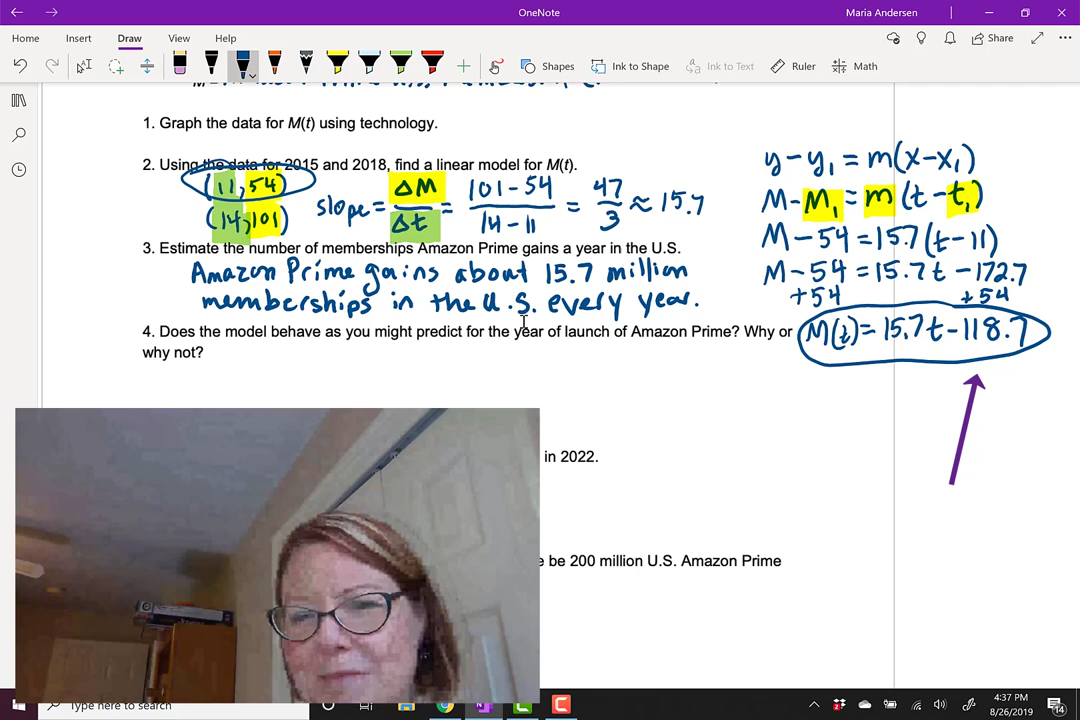 OneNote
Maria Andersen
Home Insert Draw View Help
Share
Shapes Ink to Shape Ink to Text Ruler Math
1. Graph the data for M(t) using technology.
2. Using the data for 2015 and 2018, find a linear model for M(t).
(11, 54)
(14, 101)
slope = ΔM/Δt = (101-54)/(14-11) = 47/3 ≈ 15.7
3. Estimate the number of memberships Amazon Prime gains a year in the U.S.
Amazon Prime gains about 15.7 million
memberships in the U.S. every year.
4. Does the model behave as you might predict for the year of launch of Amazon Prime? Why or
why not?
in 2022.
e be 200 million U.S. Amazon Prime
y-y₁ = m(x-x₁)
M-M₁ = m(t-t₁)
M-54 = 15.7(t-11)
M-54 = 15.7t -172.7
+54 +54
M(t) = 15.7t-118.7
Type here to search
4:37 PM
8/26/2019
14